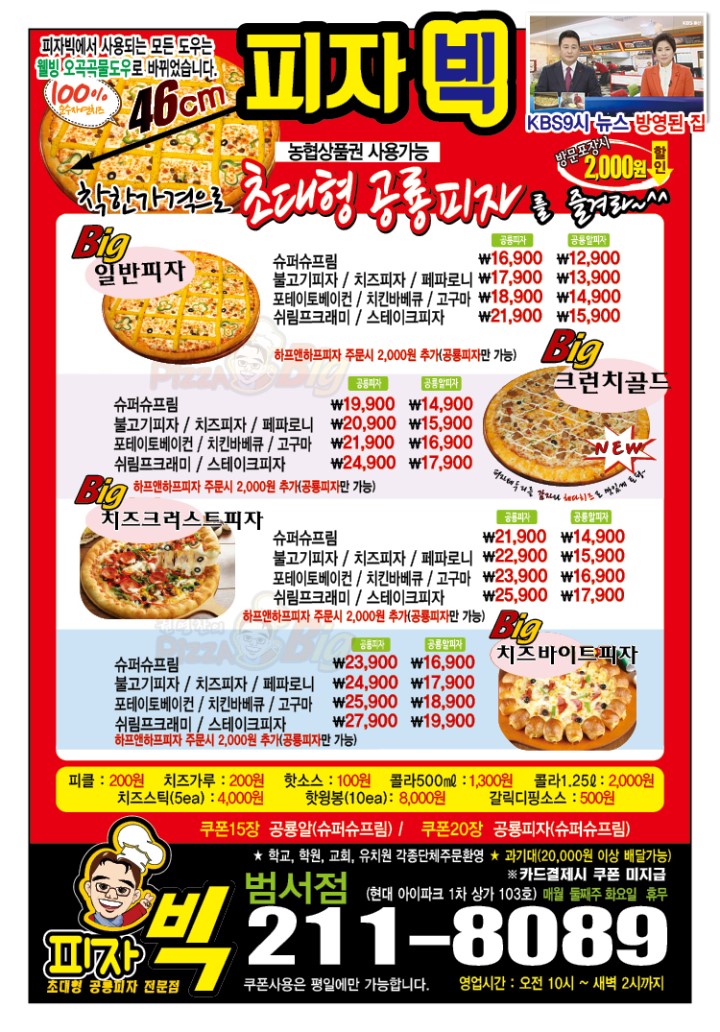 피자빅에서 사용되는 모든 도우는
웰빙 오곡곡물도우로 바뀌었습니다.
100%
순수자연치즈
46cm
피자빅
KBS9시 뉴스 방영된 집
농협상품권 사용가능
방문포장시
2,000원 할인
착한가격으로 초대형 공룡피자를 즐겨라~^^
Big
일반피자
공룡피자 공룡알피자
슈퍼슈프림 ₩16,900 ₩12,900
불고기피자 / 치즈피자 / 페파로니 ₩17,900 ₩13,900
포테이토베이컨 / 치킨바베큐 / 고구마 ₩18,900 ₩14,900
쉬림프크래미 / 스테이크피자 ₩21,900 ₩15,900
하프앤하프피자 주문시 2,000원 추가(공룡피자만 가능)
Big
크런치골드
NEW
공룡피자 공룡알피자
슈퍼슈프림 ₩19,900 ₩14,900
불고기피자 / 치즈피자 / 페파로니 ₩20,900 ₩15,900
포테이토베이컨 / 치킨바베큐 / 고구마 ₩21,900 ₩16,900
쉬림프크래미 / 스테이크피자 ₩24,900 ₩17,900
하프앤하프피자 주문시 2,000원 추가(공룡피자만 가능)
Big
치즈크러스트피자
공룡피자 공룡알피자
슈퍼슈프림 ₩21,900 ₩14,900
불고기피자 / 치즈피자 / 페파로니 ₩22,900 ₩15,900
포테이토베이컨 / 치킨바베큐 / 고구마 ₩23,900 ₩16,900
쉬림프크래미 / 스테이크피자 ₩25,900 ₩17,900
하프앤하프피자 주문시 2,000원 추가(공룡피자만 가능)
Big
치즈바이트피자
공룡피자 공룡알피자
슈퍼슈프림 ₩23,900 ₩16,900
불고기피자 / 치즈피자 / 페파로니 ₩24,900 ₩17,900
포테이토베이컨 / 치킨바베큐 / 고구마 ₩25,900 ₩18,900
쉬림프크래미 / 스테이크피자 ₩27,900 ₩19,900
하프앤하프피자 주문시 2,000원 추가(공룡피자만 가능)
피클 : 200원 치즈가루 : 200원 핫소스 : 100원 콜라500㎖ : 1,300원 콜라1.25ℓ : 2,000원
치즈스틱(5ea) : 4,000원 핫윙봉(10ea): 8,000원 갈릭디핑소스 : 500원
쿠폰15장 공룡알(슈퍼슈프림) / 쿠폰20장 공룡피자(슈퍼슈프림)
★ 학교, 학원, 교회, 유치원 각종단체주문환영 ★ 과기대(20,000원 이상 배달가능)
※카드결제시 쿠폰 미지급
범서점 (현대 아이파크 1차 상가 103호) 매월 둘째주 화요일 휴무
211-8089
피자빅
초대형 공룡피자 전문점
쿠폰사용은 평일에만 가능합니다. 영업시간 : 오전 10시 ~ 새벽 2시까지